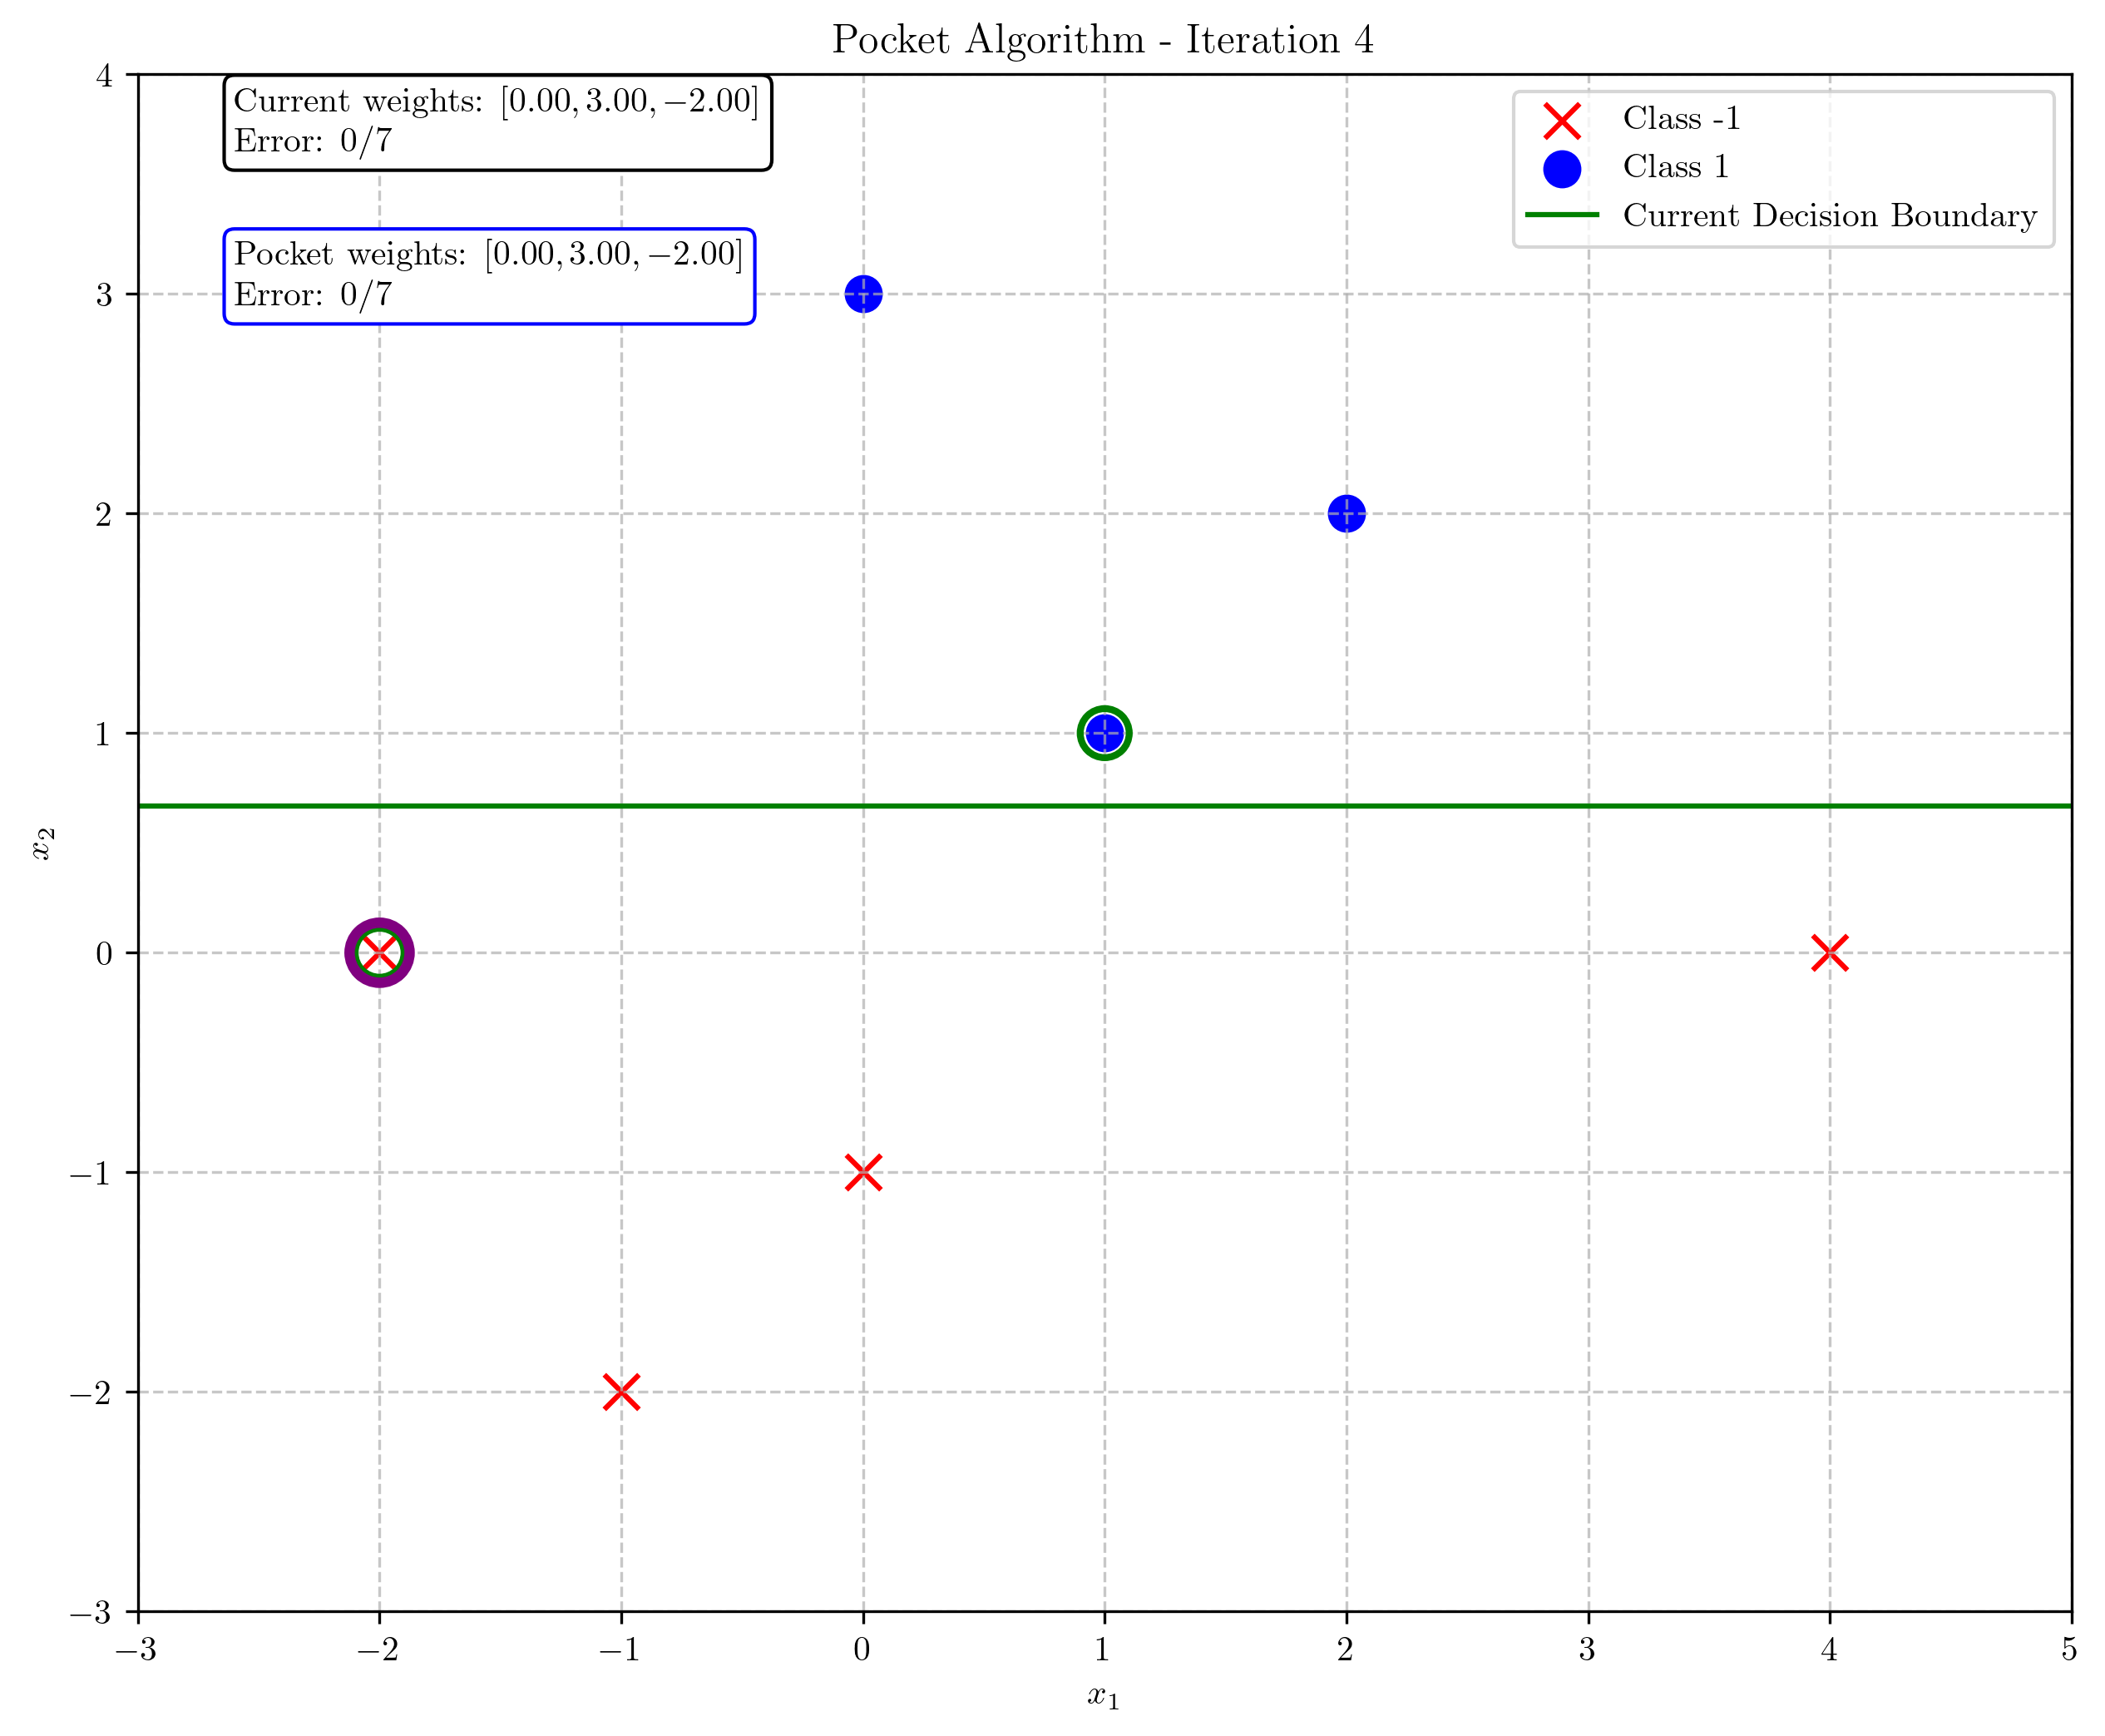 Pocket Algorithm - Iteration 4
Current weights: [0.00, 3.00, −2.00]
Error: 0/7
Pocket weights: [0.00, 3.00, −2.00]
Error: 0/7
Class -1
Class 1
Current Decision Boundary
4
3
2
1
0
−1
−2
−3
x₂
−3
−2
−1
0
1
2
3
4
5
x₁